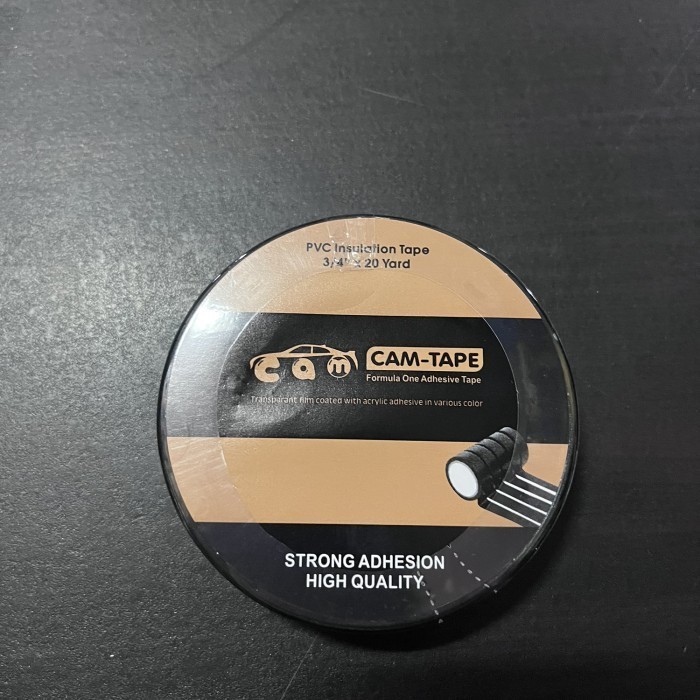 PVC Insulation Tape
3/4" x 20 Yard
cam CAM-TAPE
Formula One Adhesive Tape
Transparant film coated with acrylic adhesive in various color
STRONG ADHESION
HIGH QUALITY